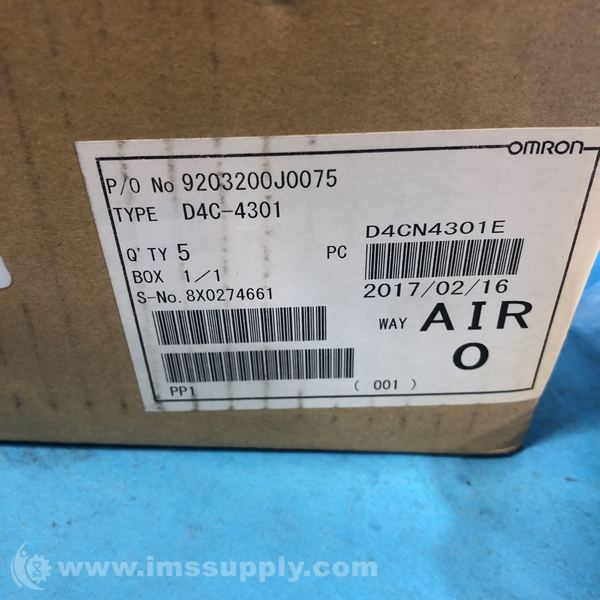 OMRON
P/O No 9203200J0075
TYPE D4C-4301
D4CN4301E
Q'TY 5 PC
BOX 1/1
2017/02/16
S-No. 8X0274661
WAY AIR
O
PP1 ( 001 )
www.imssupply.com